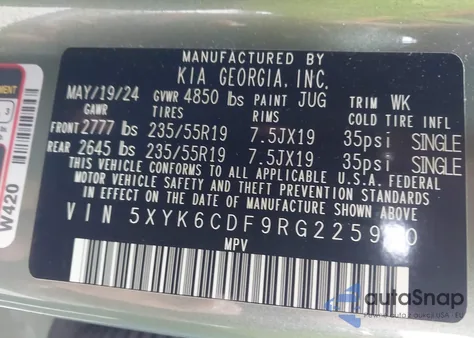 MANUFACTURED BY
KIA GEORGIA, INC.
MAY/19/24 GVWR 4850 lbs PAINT JUG TRIM WK
GAWR TIRES RIMS COLD TIRE INFL
FRONT 2777 lbs 235/55R19 7.5JX19 35psi SINGLE
REAR 2645 lbs 235/55R19 7.5JX19 35psi SINGLE
THIS VEHICLE CONFORMS TO ALL APPLICABLE U.S.A. FEDERAL
MOTOR VEHICLE SAFETY AND THEFT PREVENTION STANDARDS
IN EFFECT ON THE DATE OF MANUFACTURE SHOWN ABOVE.
VIN
MPV
W420
autoSnap